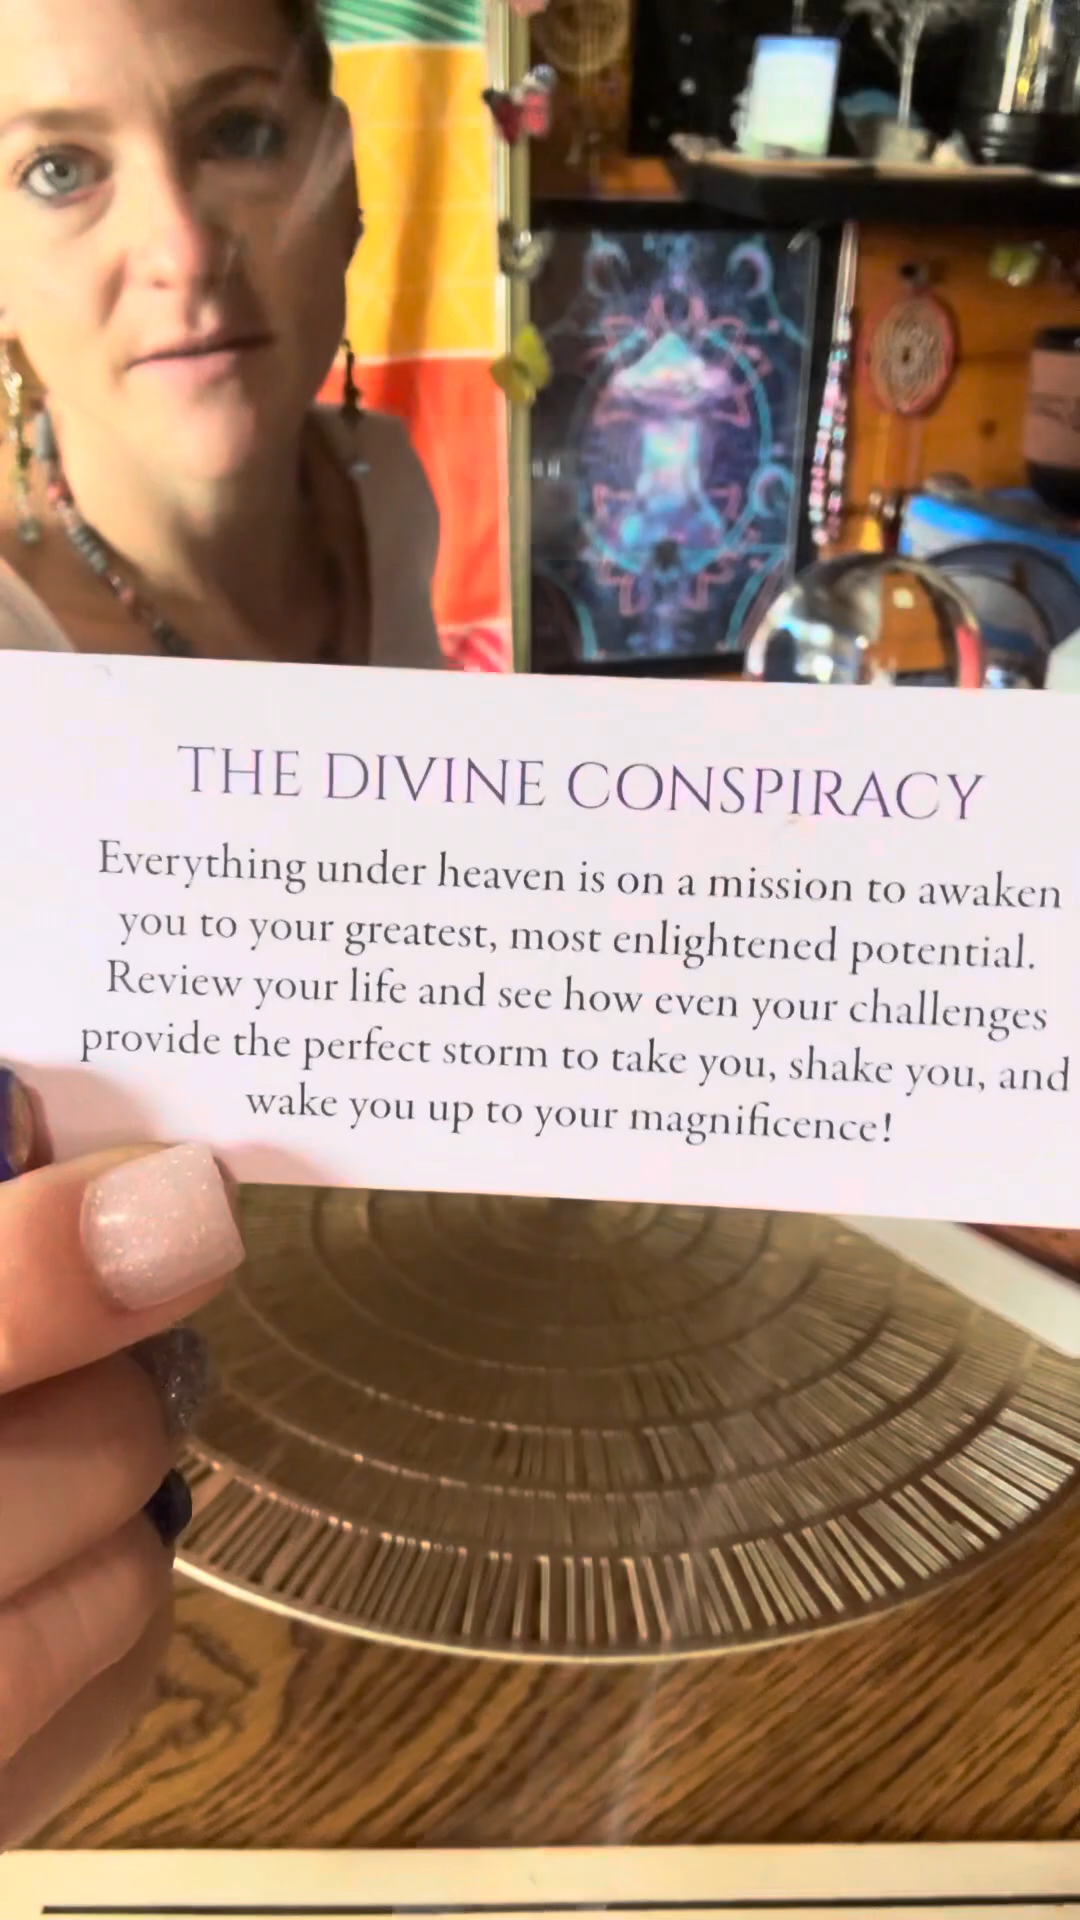 THE DIVINE CONSPIRACY
Everything under heaven is on a mission to awaken
you to your greatest, most enlightened potential.
Review your life and see how even your challenges
provide the perfect storm to take you, shake you, and
wake you up to your magnificence!